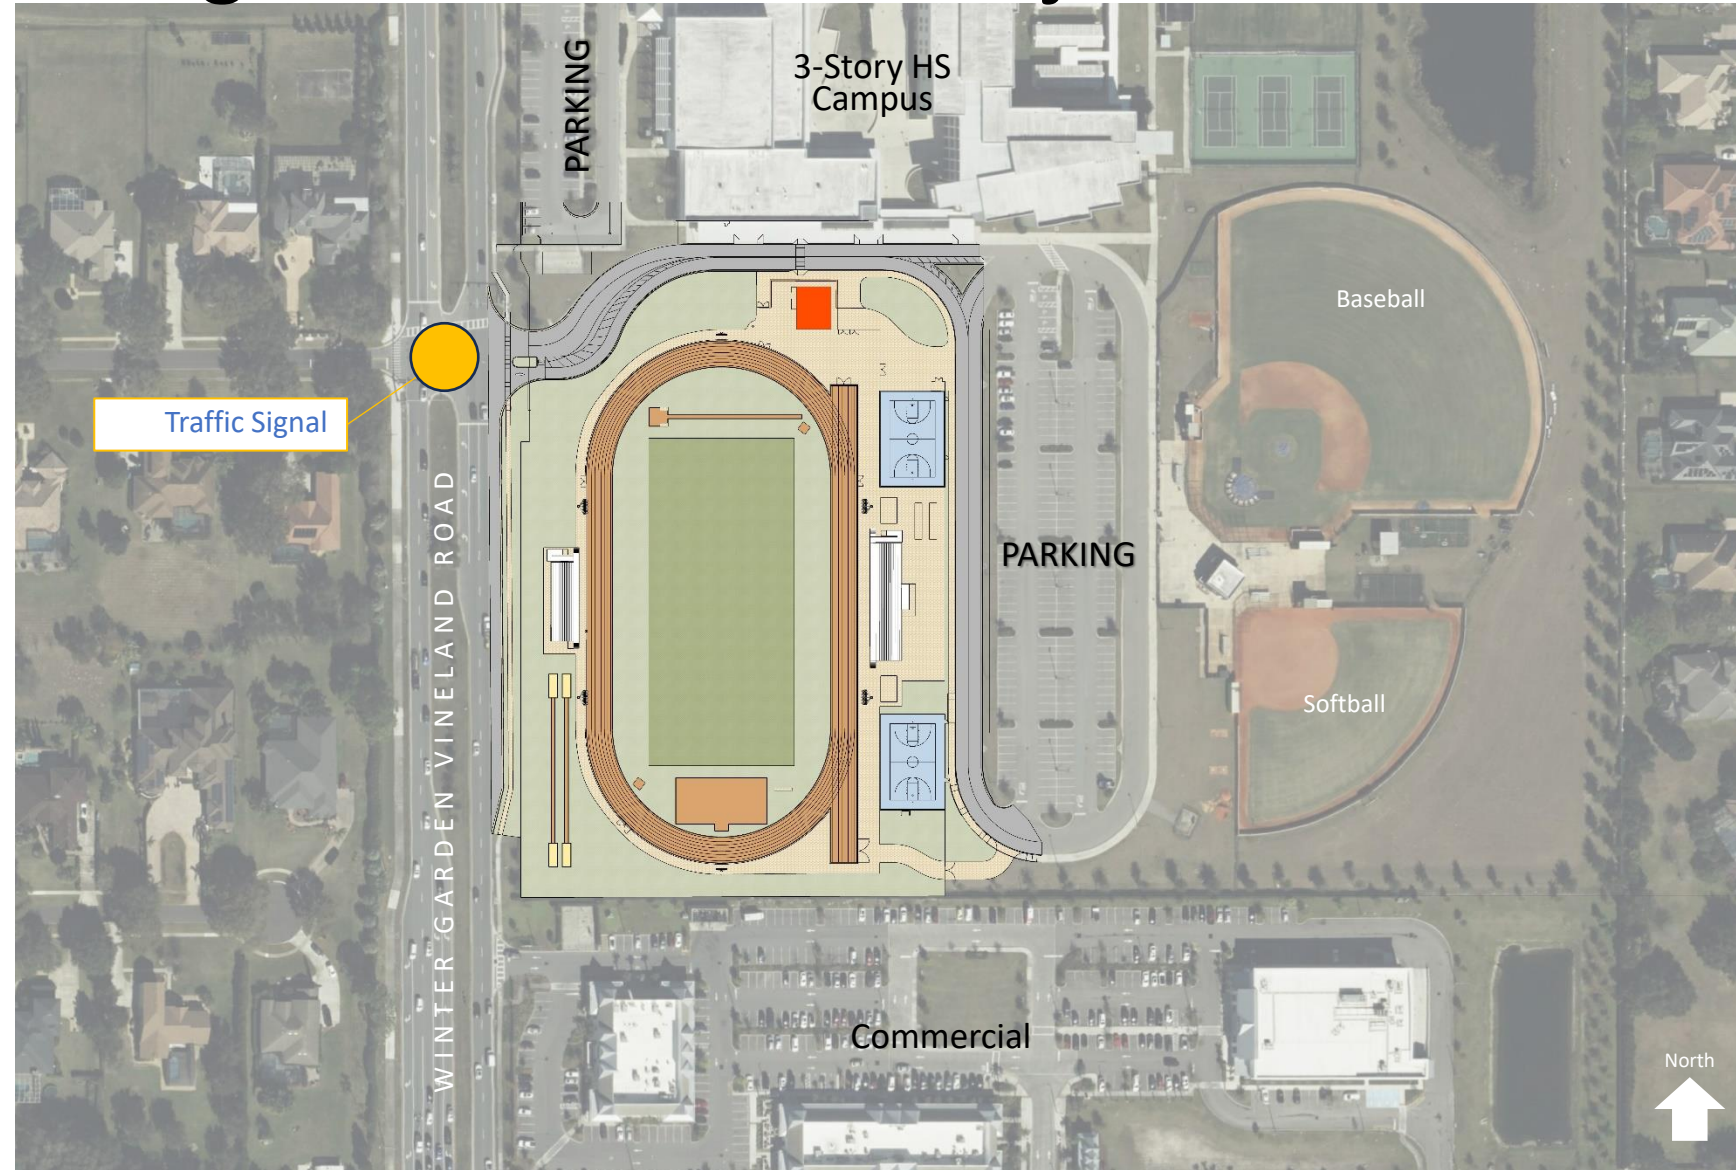 PARKING
3-Story HS
Campus
Baseball
Traffic Signal
WINTER GARDEN VINELAND ROAD
PARKING
Softball
Commercial
North